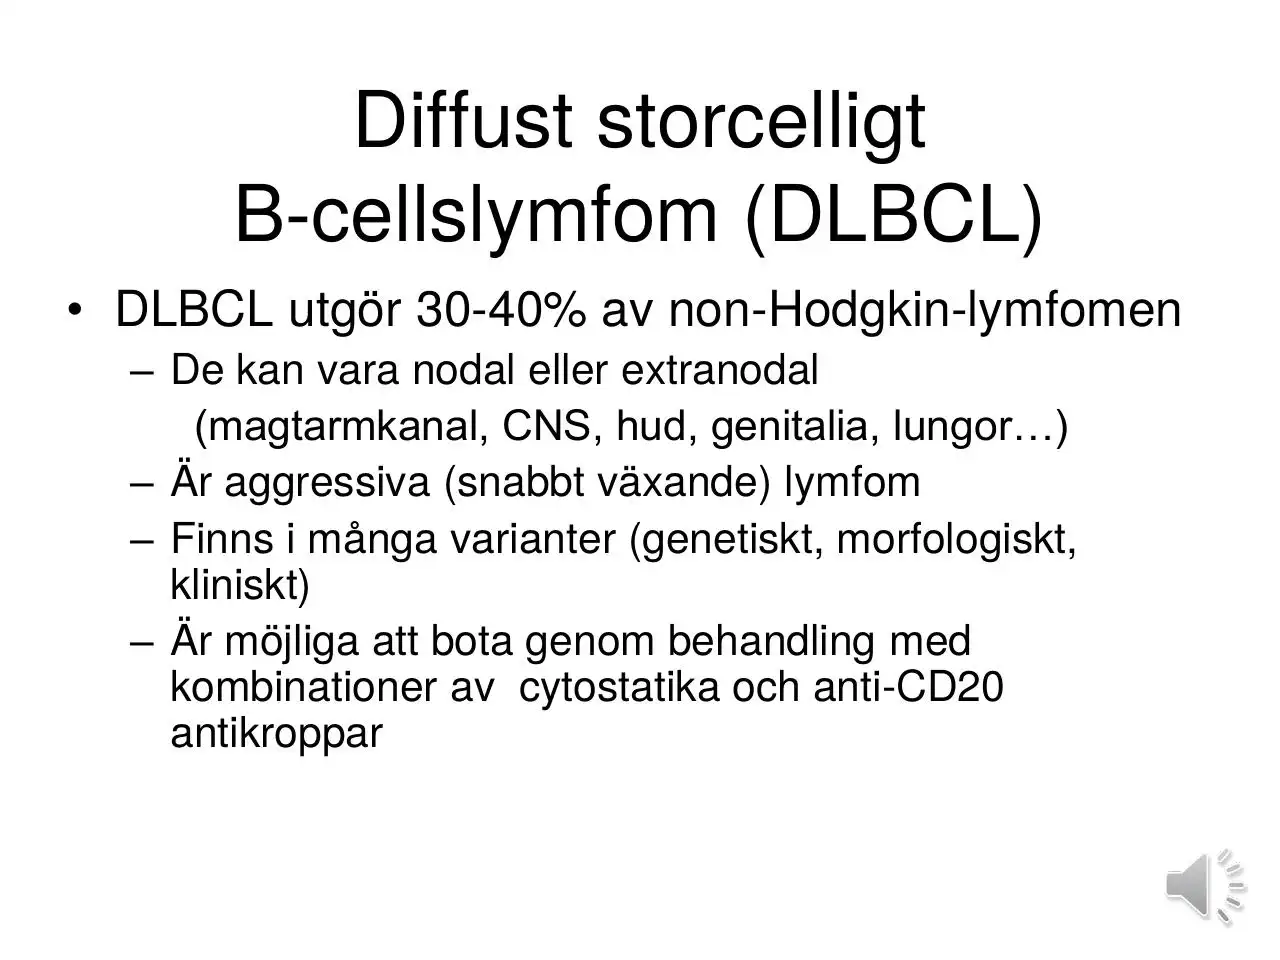 Diffust storcelligt
B-cellslymfom (DLBCL)
• DLBCL utgör 30-40% av non-Hodgkin-lymfomen
– De kan vara nodal eller extranodal
(magtarmkanal, CNS, hud, genitalia, lungor…)
– Är aggressiva (snabbt växande) lymfom
– Finns i många varianter (genetiskt, morfologiskt,
kliniskt)
– Är möjliga att bota genom behandling med
kombinationer av  cytostatika och anti-CD20
antikroppar